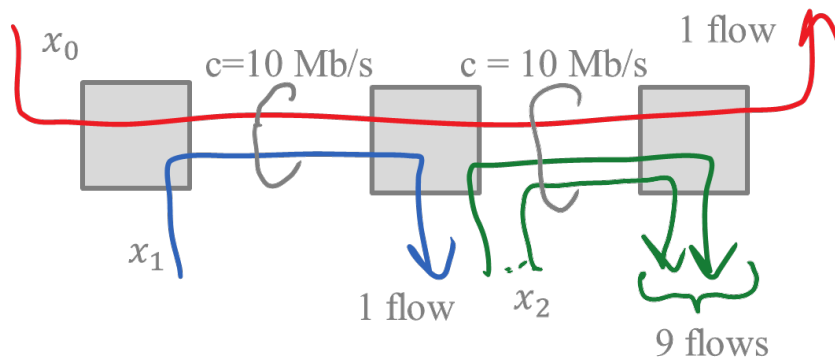 1 flow
x₀
c=10 Mb/s
c = 10 Mb/s
x₁
1 flow
x₂
9 flows